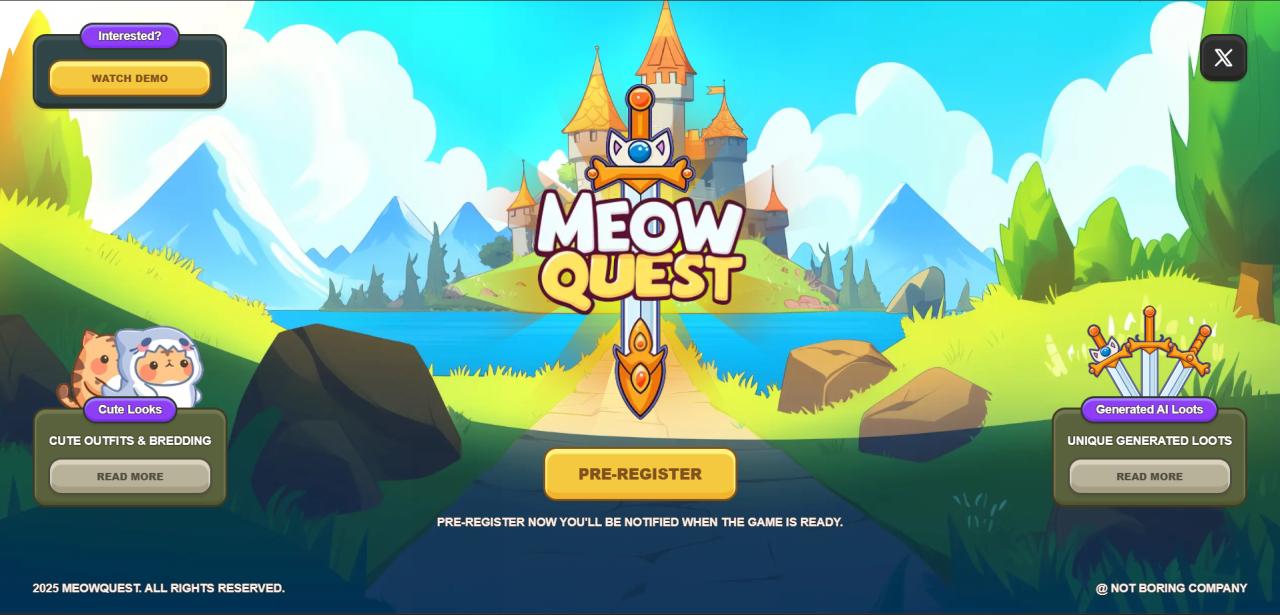 Interested?
WATCH DEMO
MEOW
QUEST
Cute Looks
CUTE OUTFITS & BREDDING
READ MORE
Generated AI Loots
UNIQUE GENERATED LOOTS
READ MORE
PRE-REGISTER
PRE-REGISTER NOW YOU'LL BE NOTIFIED WHEN THE GAME IS READY.
2025 MEOWQUEST. ALL RIGHTS RESERVED.
@ NOT BORING COMPANY